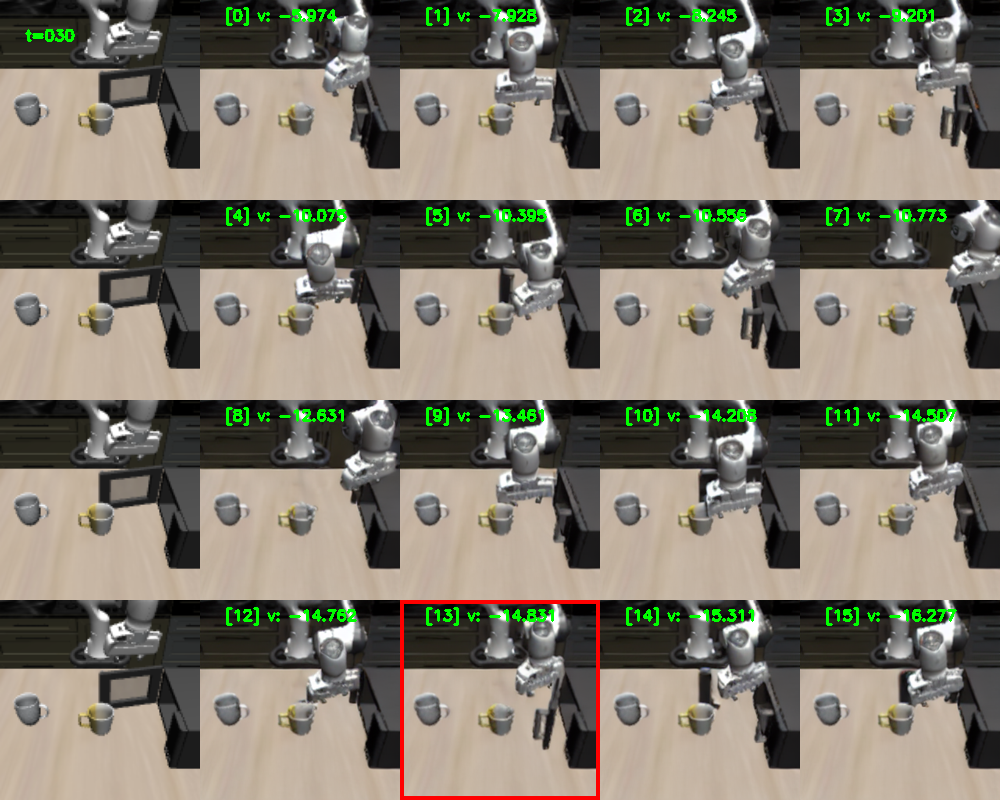 t=030
[0] v: -5.974
[1] v: -7.928
[2] v: -8.245
[3] v: -9.201
[4] v: -10.075
[5] v: -10.395
[6] v: -10.556
[7] v: -10.773
[8] v: -12.631
[9] v: -13.461
[10] v: -14.208
[11] v: -14.507
[12] v: -14.762
[13] v: -14.831
[14] v: -15.311
[15] v: -16.277